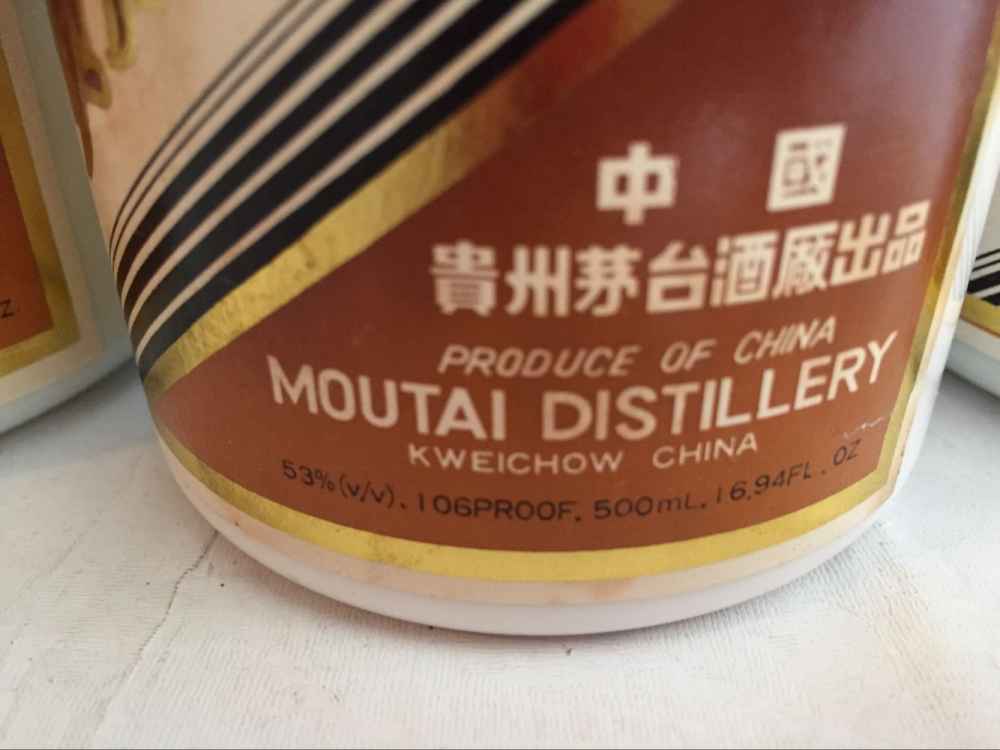 中國
貴州茅台酒厰出品
PRODUCE OF CHINA
MOUTAI DISTILLERY
KWEICHOW CHINA
53%(v/v). 106PROOF. 500mL. 16.94FL. OZ
Z